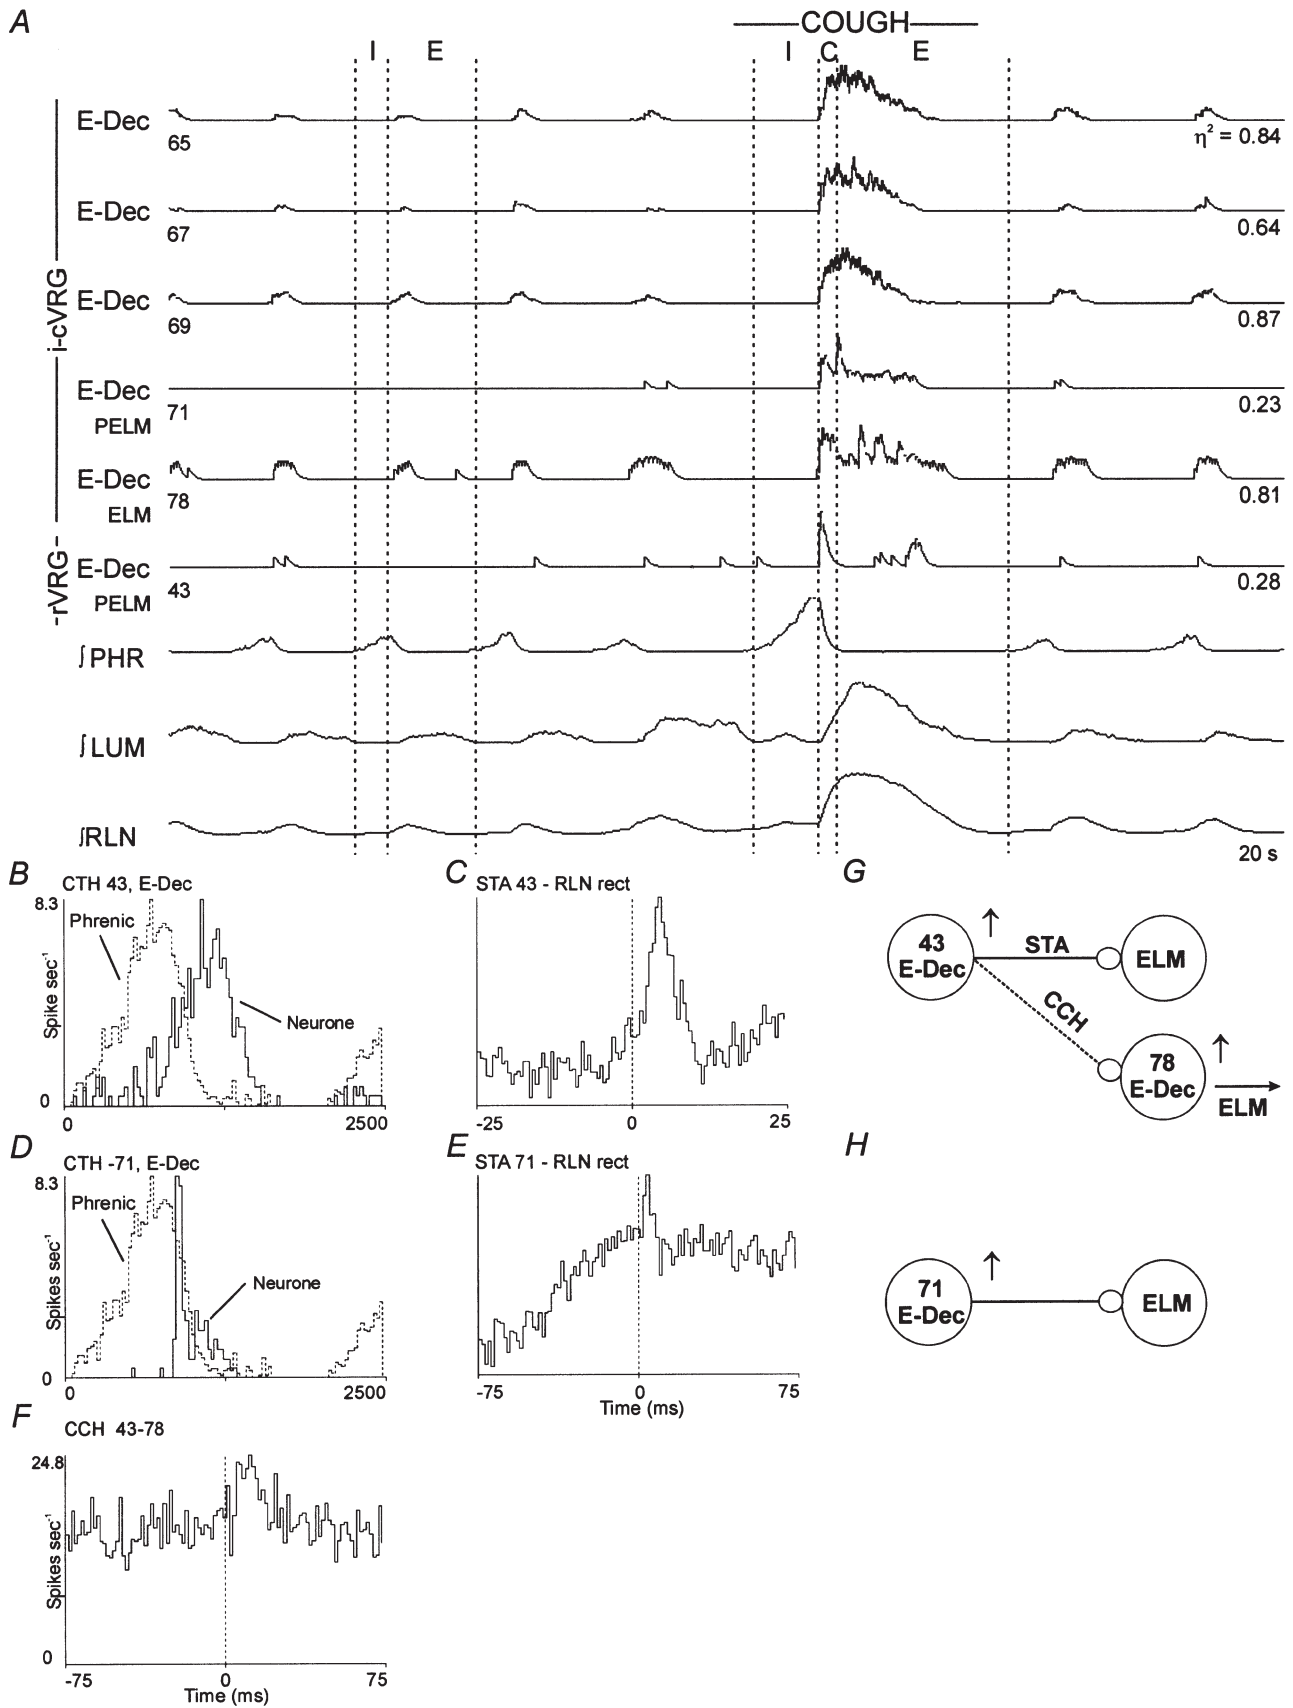 A
COUGH
I E I C E
i-cVRG
E-Dec
65
η² = 0.84
E-Dec
67
0.64
E-Dec
69
0.87
E-Dec
71
PELM
0.23
E-Dec
78
ELM
0.81
-rVRG-
E-Dec
43
PELM
0.28
∫PHR
∫LUM
∫RLN
20 s
B
CTH 43, E-Dec
8.3
Phrenic
Spike sec⁻¹
Neurone
0
0 2500
C
STA 43 - RLN rect
-25 0 25
G
43
E-Dec
↑
STA
ELM
CCH
78
E-Dec
↑
ELM
D
CTH -71, E-Dec
8.3
Phrenic
Spikes sec⁻¹
Neurone
0
0 2500
E
STA 71 - RLN rect
-75 0 75
Time (ms)
H
71
E-Dec
↑
ELM
F
CCH 43-78
24.8
Spikes sec⁻¹
0
-75 0 75
Time (ms)